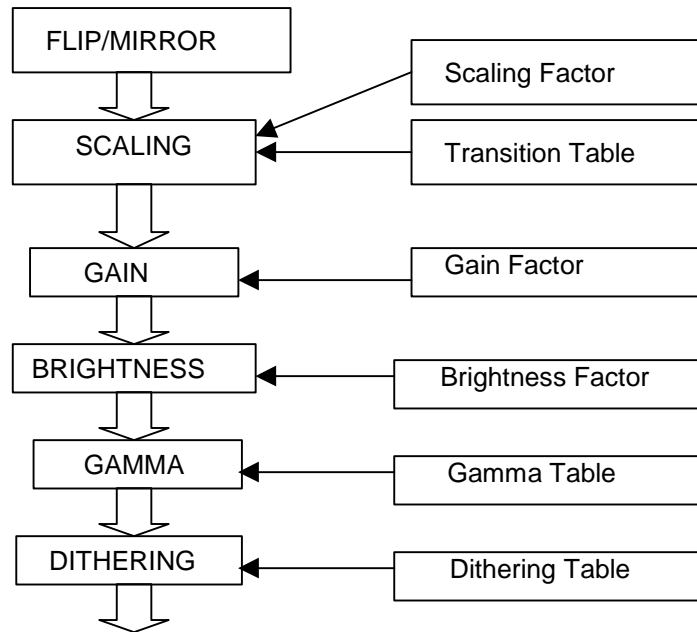 FLIP/MIRROR
Scaling Factor
SCALING
Transition Table
GAIN
Gain Factor
BRIGHTNESS
Brightness Factor
GAMMA
Gamma Table
DITHERING
Dithering Table